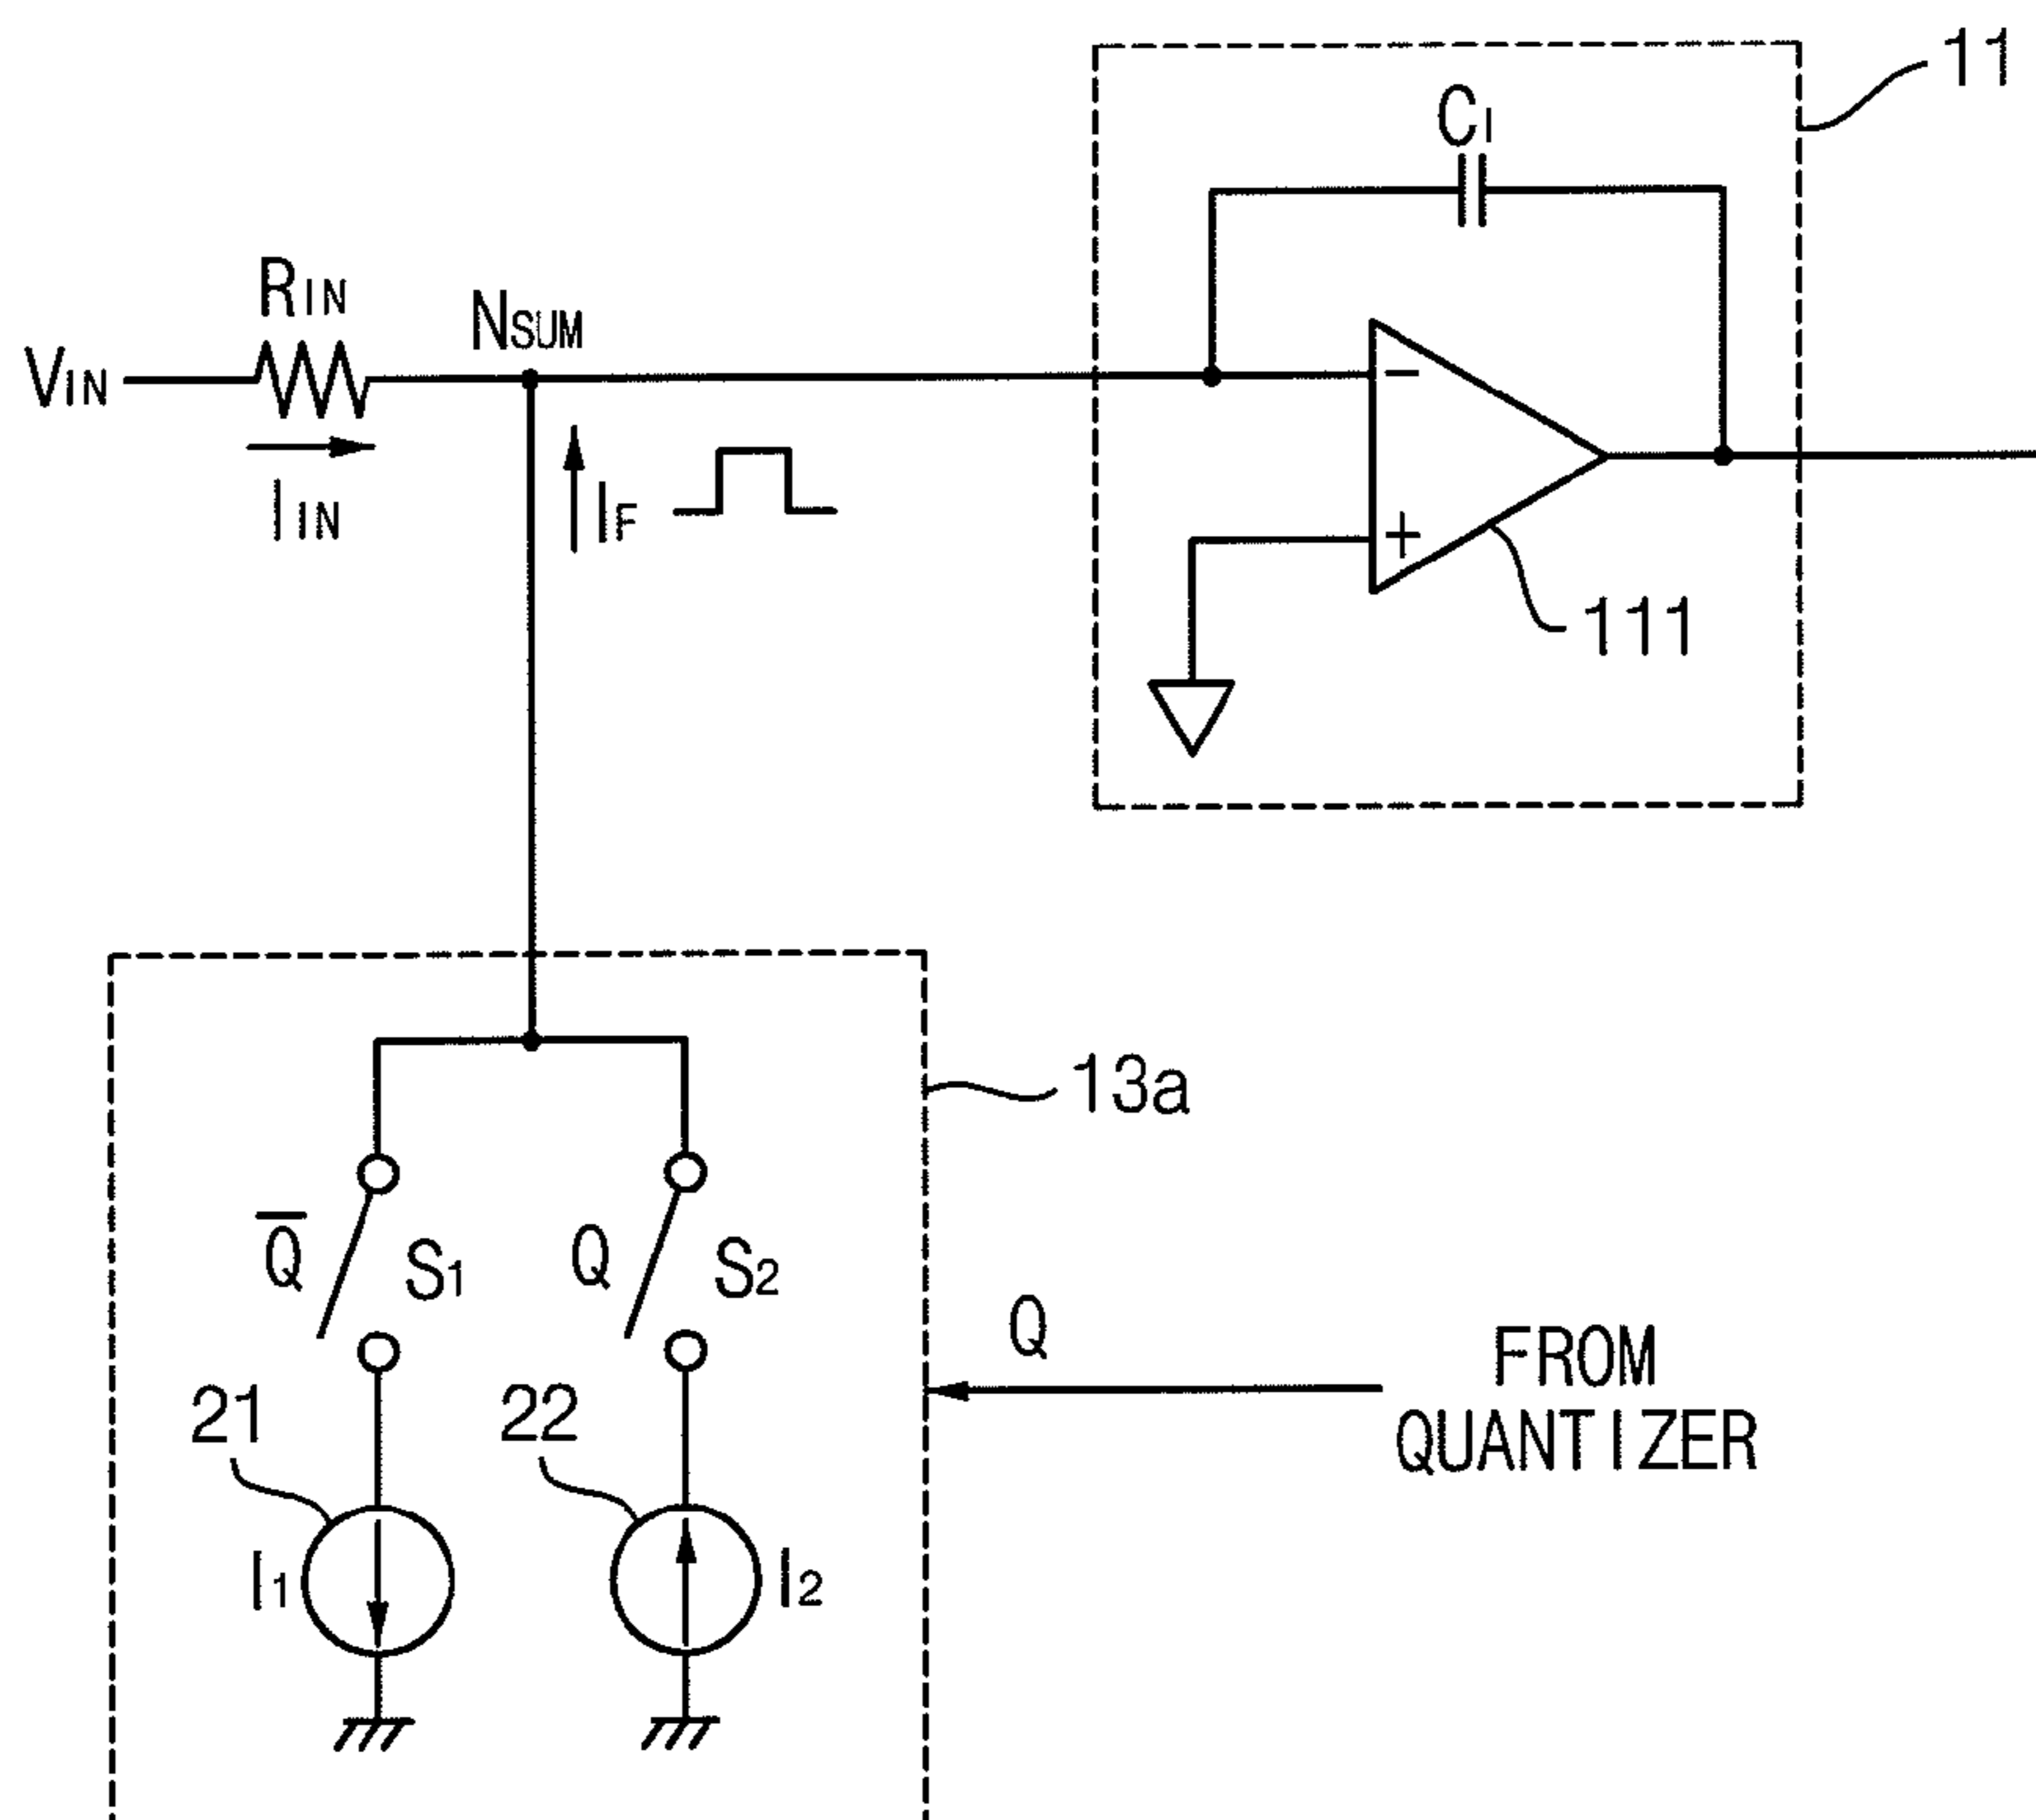 11
CI
RIN
NSUM
VIN
IIN
IF
-
+
111
13a
Q̅
S1
Q
S2
Q
FROM
QUANTIZER
21
22
I1
I2